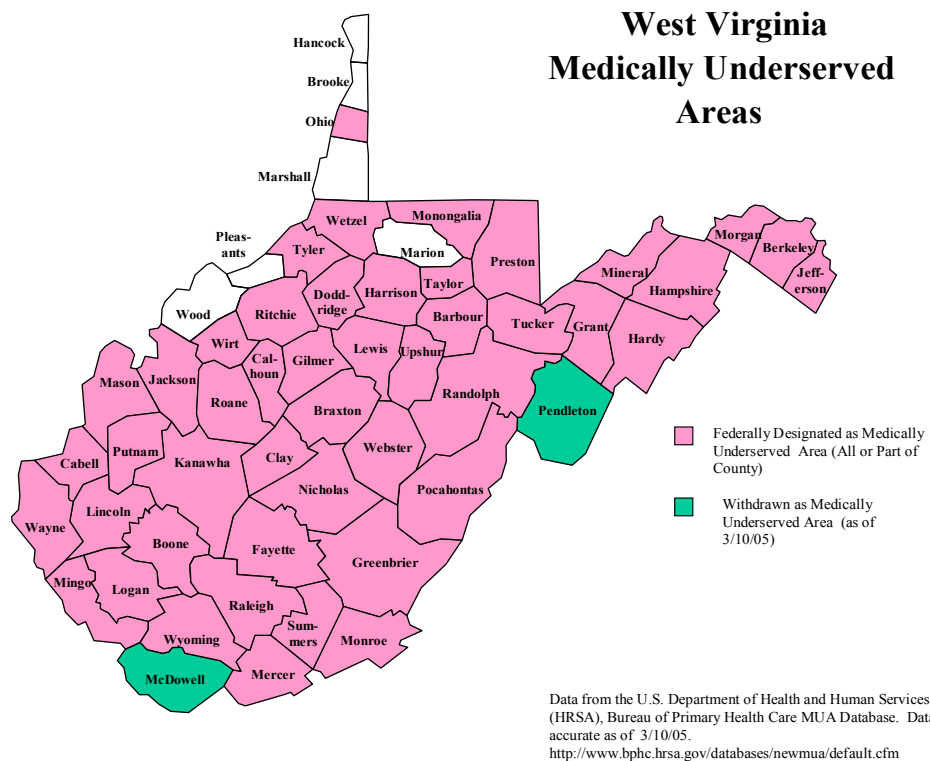 West Virginia
Medically Underserved
Areas
Hancock
Brooke
Ohio
Marshall
Wetzel
Monongalia
Pleas-
ants
Tyler
Marion
Preston
Morgan
Berkeley
Jeff-
erson
Mineral
Hampshire
Wood
Ritchie
Dodd-
ridge
Harrison
Taylor
Barbour
Tucker
Grant
Hardy
Wirt
Cal-
houn
Gilmer
Lewis
Upshur
Mason
Jackson
Roane
Braxton
Randolph
Pendleton
Cabell
Putnam
Kanawha
Clay
Webster
Nicholas
Pocahontas
Wayne
Lincoln
Boone
Fayette
Greenbrier
Mingo
Logan
Raleigh
Sum-
mers
Monroe
Wyoming
McDowell
Mercer
Federally Designated as Medically
Underserved Area (All or Part of
County)
Withdrawn as Medically
Underserved Area (as of
3/10/05)
Data from the U.S. Department of Health and Human Services
(HRSA), Bureau of Primary Health Care MUA Database. Data
accurate as of 3/10/05.
http://www.bphc.hrsa.gov/databases/newmua/default.cfm